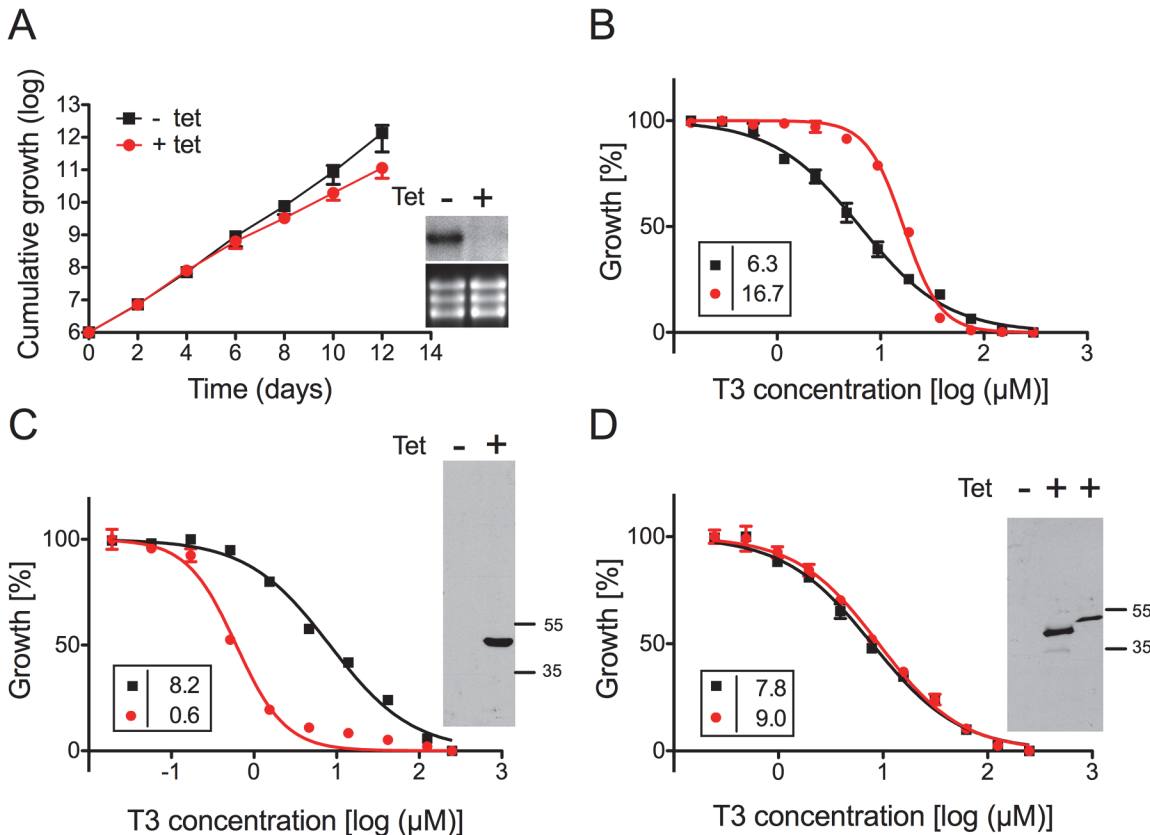 A
Cumulative growth (log)
13
12
11
10
9
8
7
6
- tet
+ tet
Tet - +
0 2 4 6 8 10 12 14
Time (days)
B
Growth [%]
100
50
0
6.3
16.7
0 1 2 3
T3 concentration [log (µM)]
C
Growth [%]
100
50
0
Tet - +
55
35
8.2
0.6
-1 0 1 2 3
T3 concentration [log (µM)]
D
Growth [%]
100
50
0
Tet - + +
55
35
7.8
9.0
0 1 2 3
T3 concentration [log (µM)]